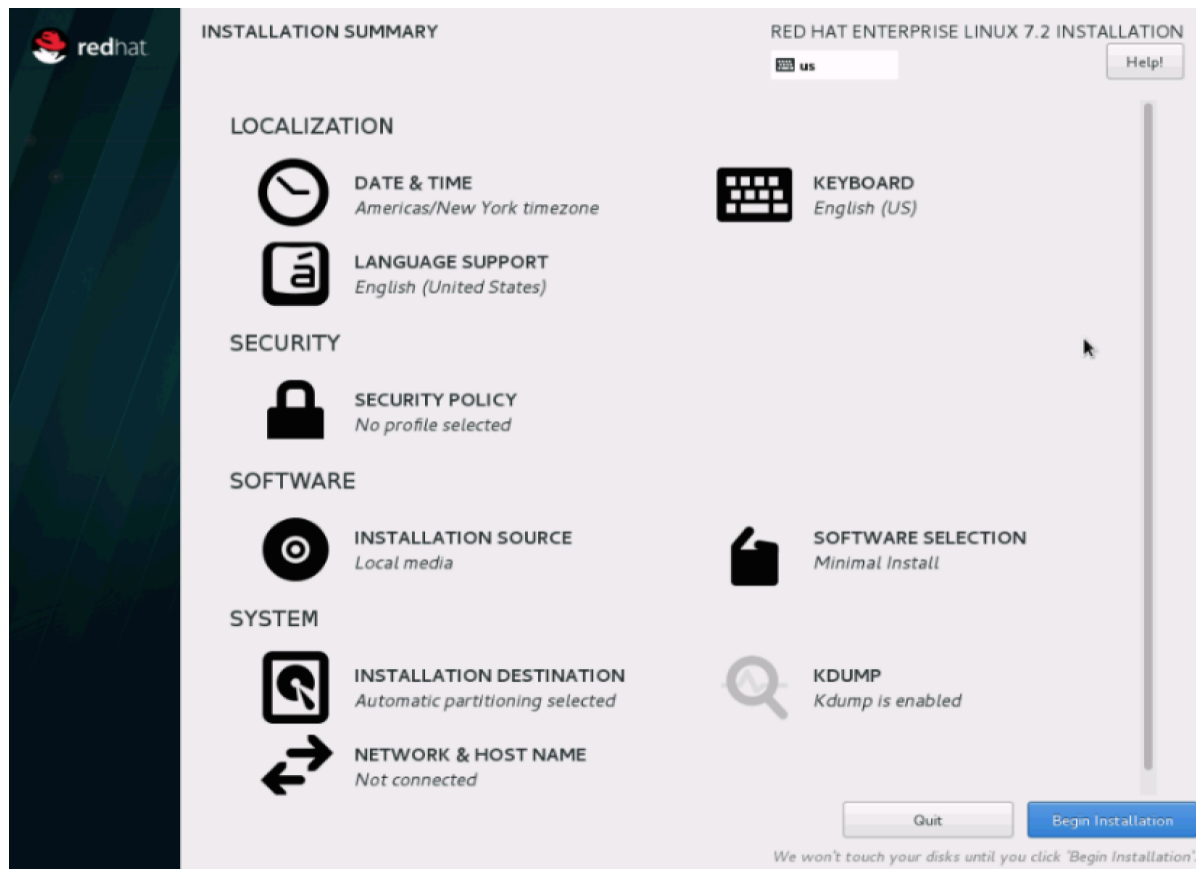 redhat
INSTALLATION SUMMARY
RED HAT ENTERPRISE LINUX 7.2 INSTALLATION
us
Help!
LOCALIZATION
DATE & TIME
Americas/New York timezone
KEYBOARD
English (US)
á
LANGUAGE SUPPORT
English (United States)
SECURITY
SECURITY POLICY
No profile selected
SOFTWARE
INSTALLATION SOURCE
Local media
SOFTWARE SELECTION
Minimal Install
SYSTEM
INSTALLATION DESTINATION
Automatic partitioning selected
KDUMP
Kdump is enabled
NETWORK & HOST NAME
Not connected
Quit
Begin Installation
We won't touch your disks until you click 'Begin Installation'.